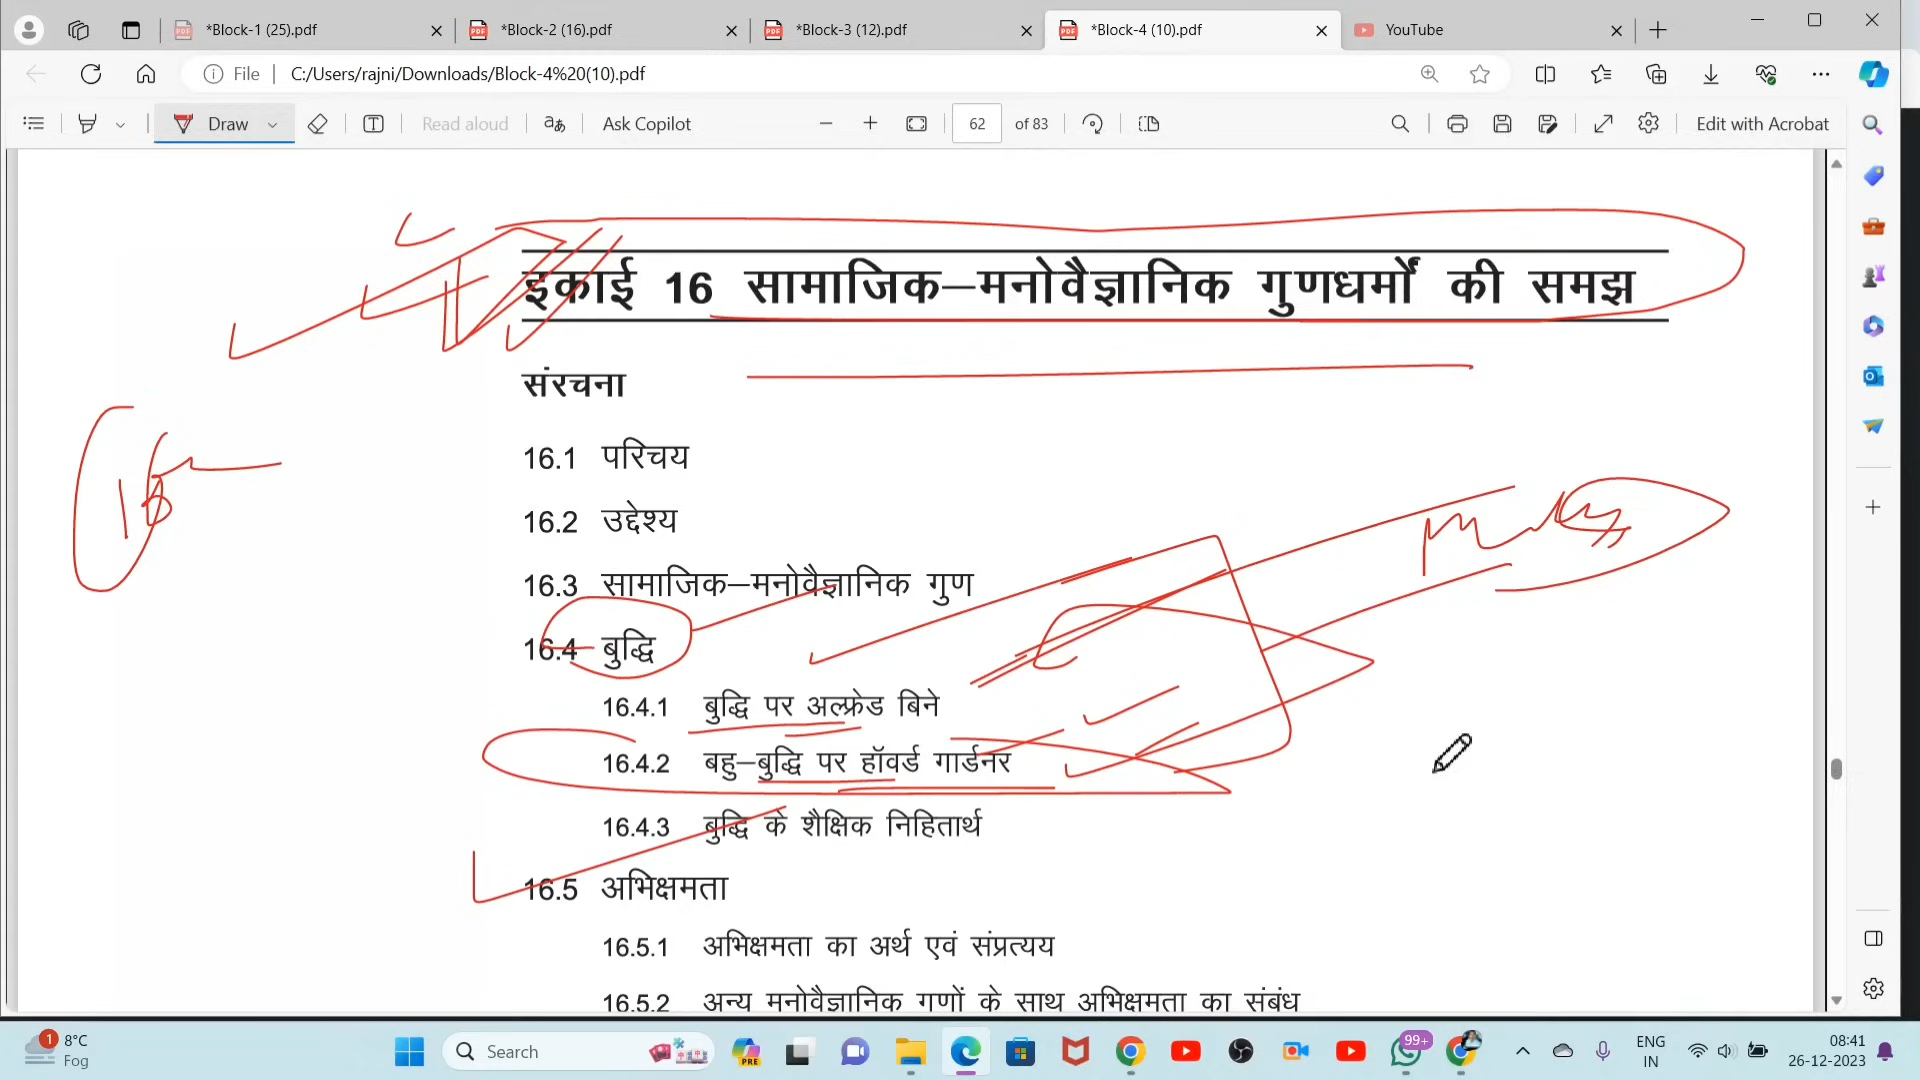 *Block-1 (25).pdf
*Block-2 (16).pdf
*Block-3 (12).pdf
*Block-4 (10).pdf
YouTube
File
C:/Users/rajni/Downloads/Block-4%20(10).pdf
Draw
Read aloud
Ask Copilot
62
of 83
Edit with Acrobat
इकाई 16 सामाजिक–मनोवैज्ञानिक गुणधर्मों की समझ
संरचना
16.1 परिचय
16.2 उद्देश्य
16.3 सामाजिक–मनोवैज्ञानिक गुण
16.4 बुद्धि
16.4.1 बुद्धि पर अल्फ्रेड बिने
16.4.2 बहु–बुद्धि पर हॉवर्ड गार्डनर
16.4.3 बुद्धि के शैक्षिक निहितार्थ
16.5 अभिक्षमता
16.5.1 अभिक्षमता का अर्थ एवं संप्रत्यय
16.5.2 अन्य मनोवैज्ञानिक गुणों के साथ अभिक्षमता का संबंध
16
1
8°C
Fog
Search
PRE
99+
ENG
IN
08:41
26-12-2023